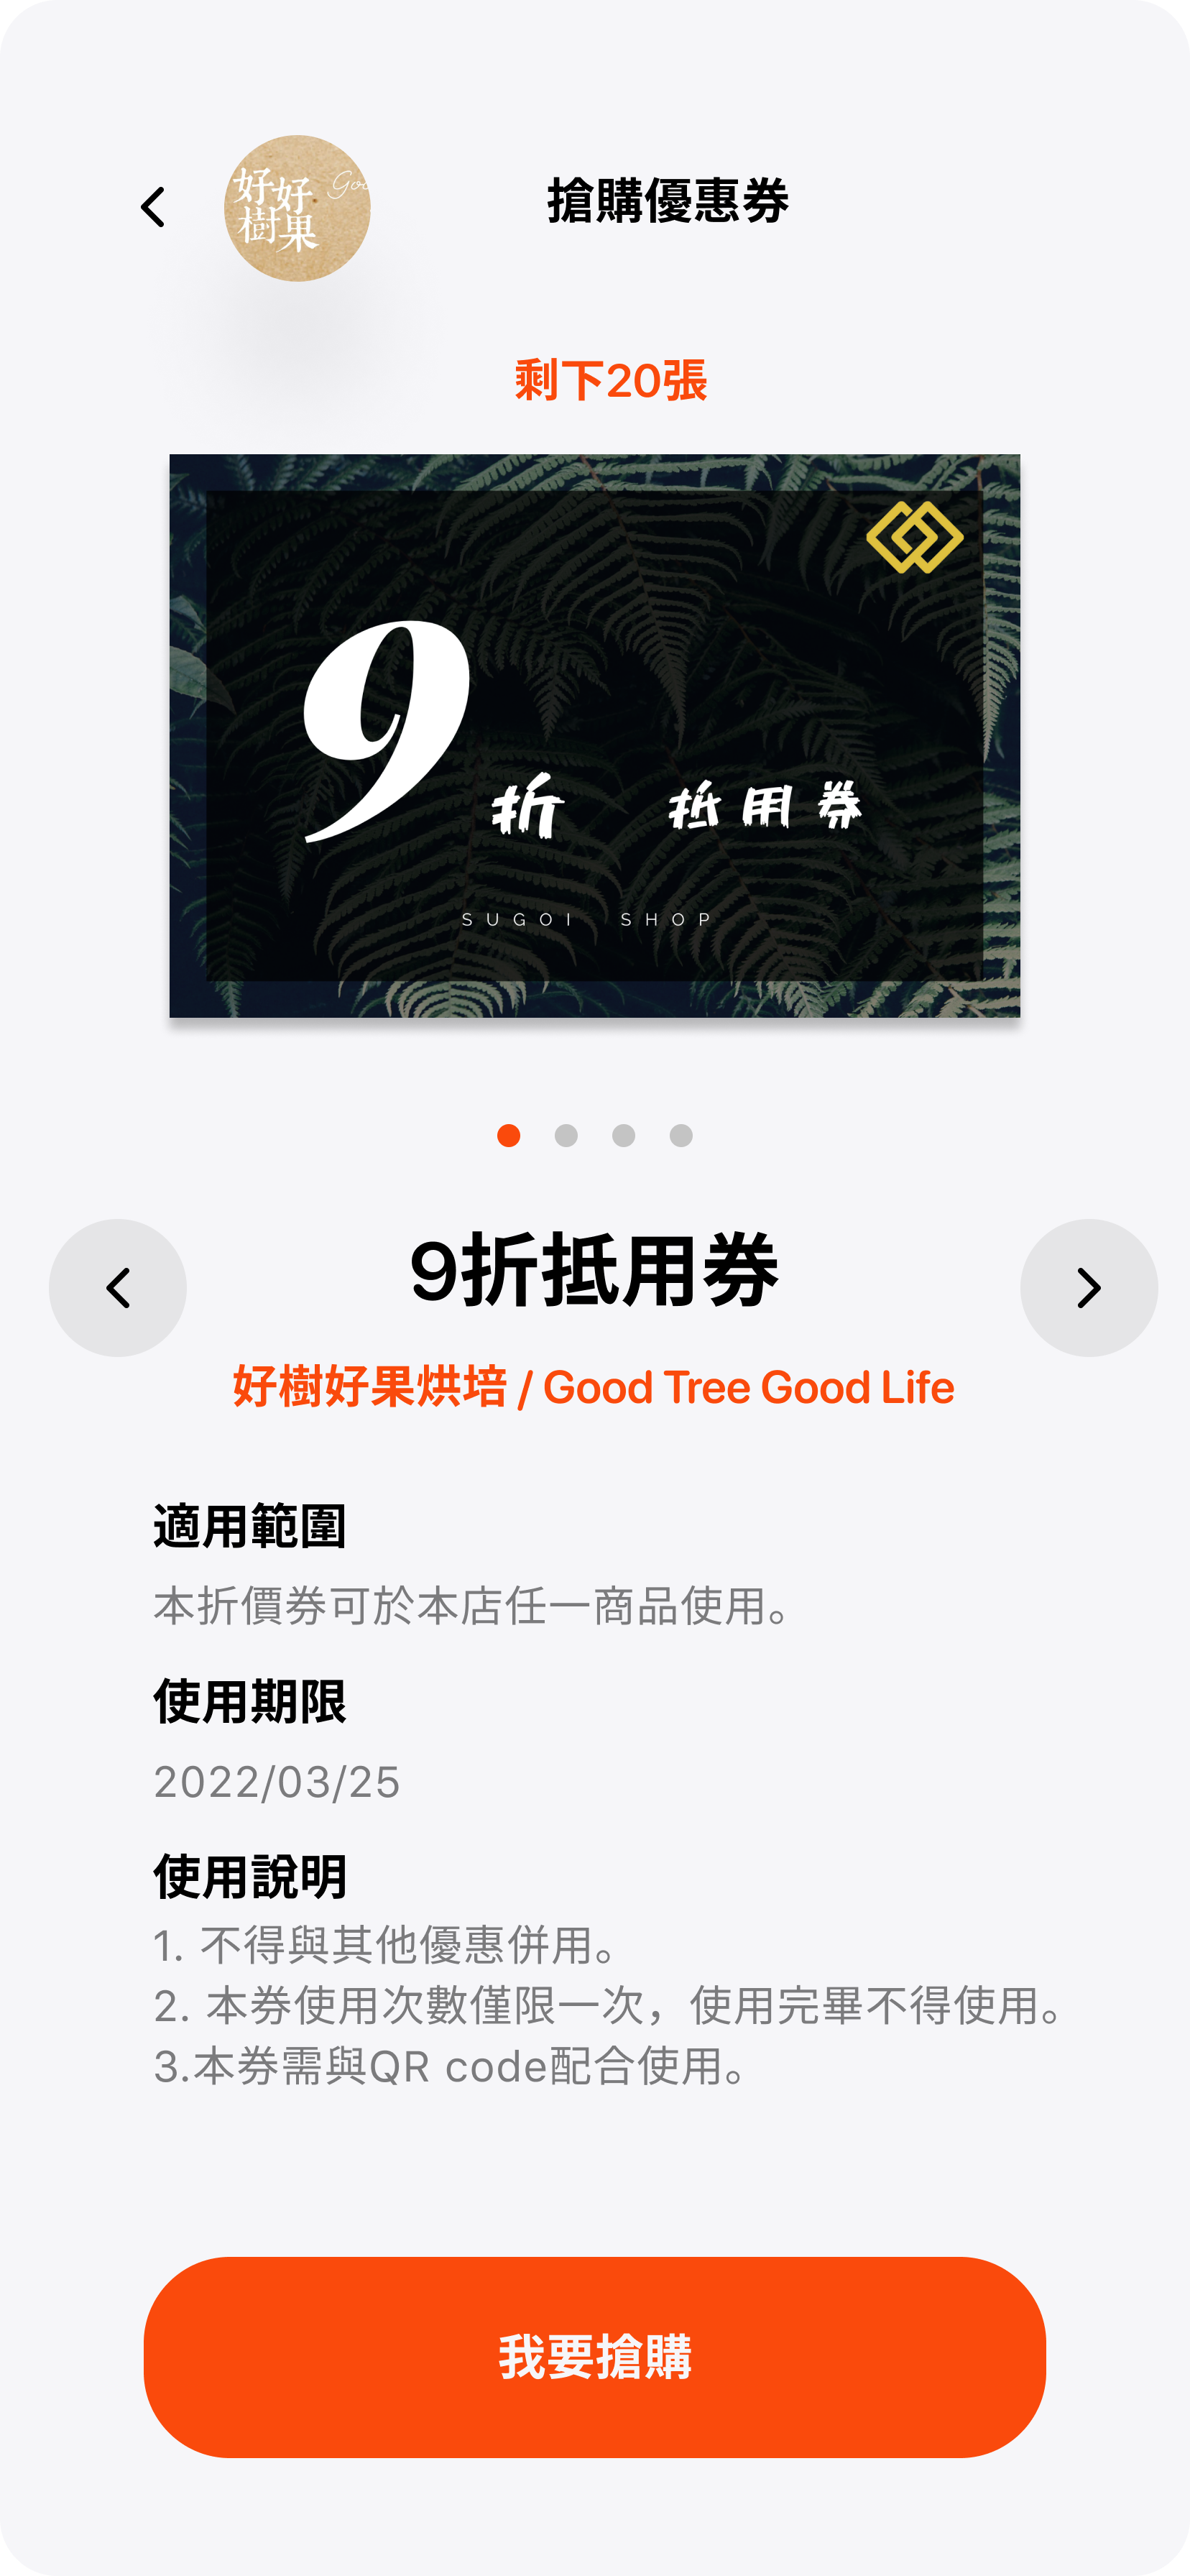 好好
樹果
搶購優惠券
剩下20張
9折 抵用券
SUGOI SHOP
9折抵用券
好樹好果烘培 / Good Tree Good Life
適用範圍
本折價券可於本店任一商品使用。
使用期限
2022/03/25
使用說明
1. 不得與其他優惠併用。
2. 本券使用次數僅限一次，使用完畢不得使用。
3.本券需與QR code配合使用。
我要搶購